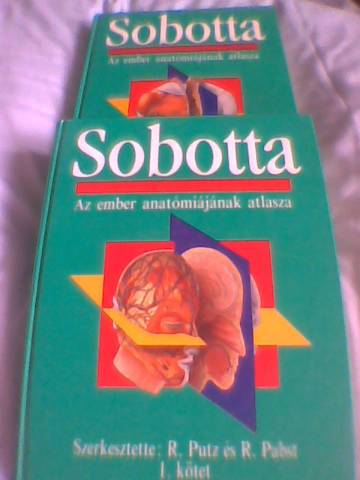 Sobotta
Az ember anatómiájának atlasza
Sobotta
Az ember anatómiájának atlasza
Szerkesztette: R. Putz és R. Pabst
1. kötet